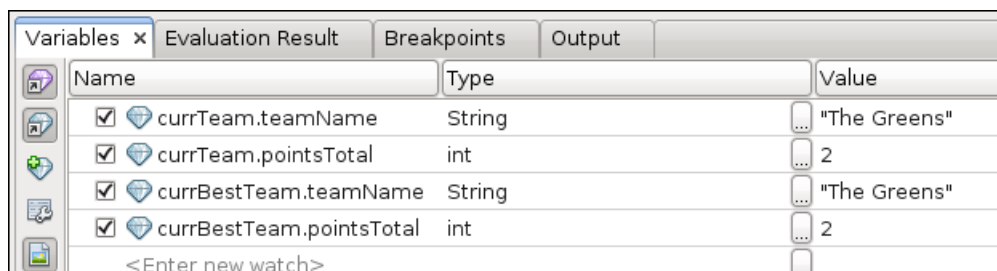 Variables × Evaluation Result Breakpoints Output
Name Type Value
currTeam.teamName String ... "The Greens"
currTeam.pointsTotal int ... 2
currBestTeam.teamName String ... "The Greens"
currBestTeam.pointsTotal int ... 2
<Enter new watch>